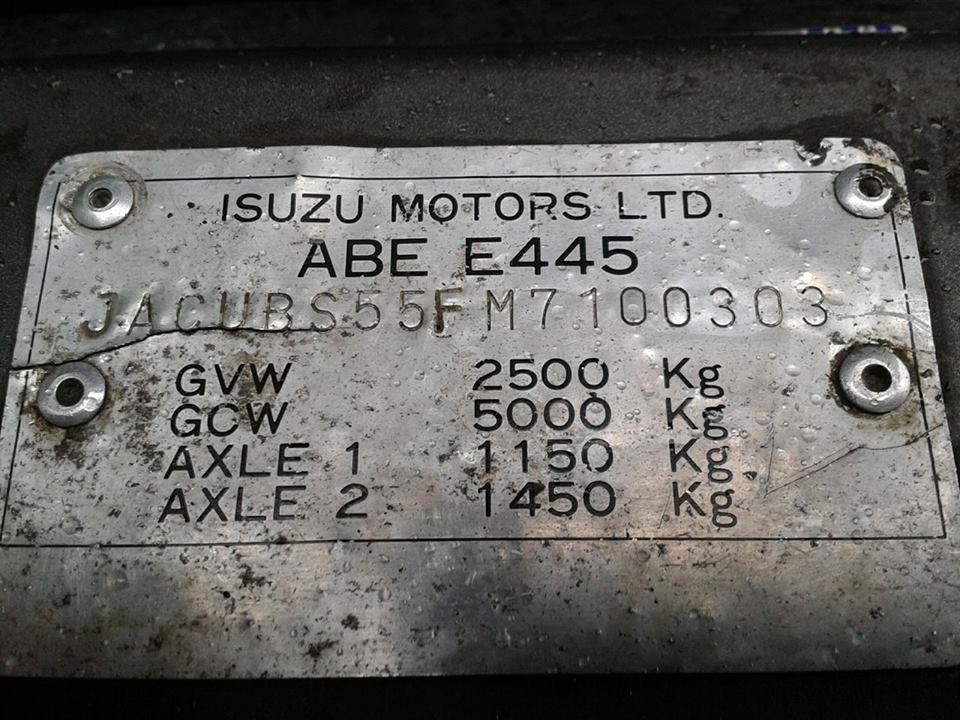 ISUZU MOTORS LTD.
ABE E445
JACUBS55FM7100303
GVW 2500 Kg
GCW 5000 Kg
AXLE 1 1150 Kg
AXLE 2 1450 Kg